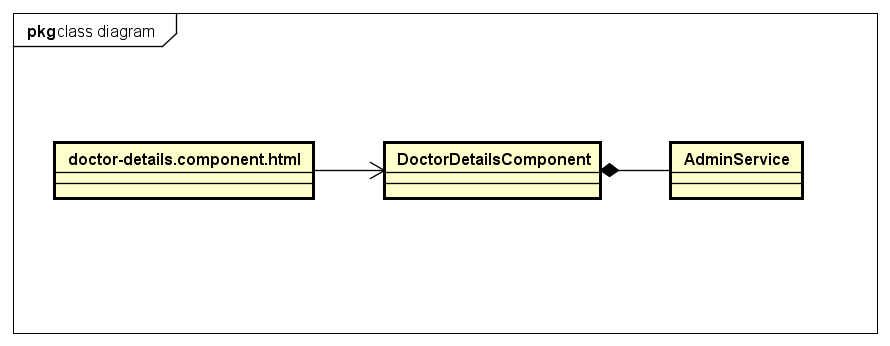 pkgclass diagram
doctor-details.component.html
DoctorDetailsComponent
AdminService